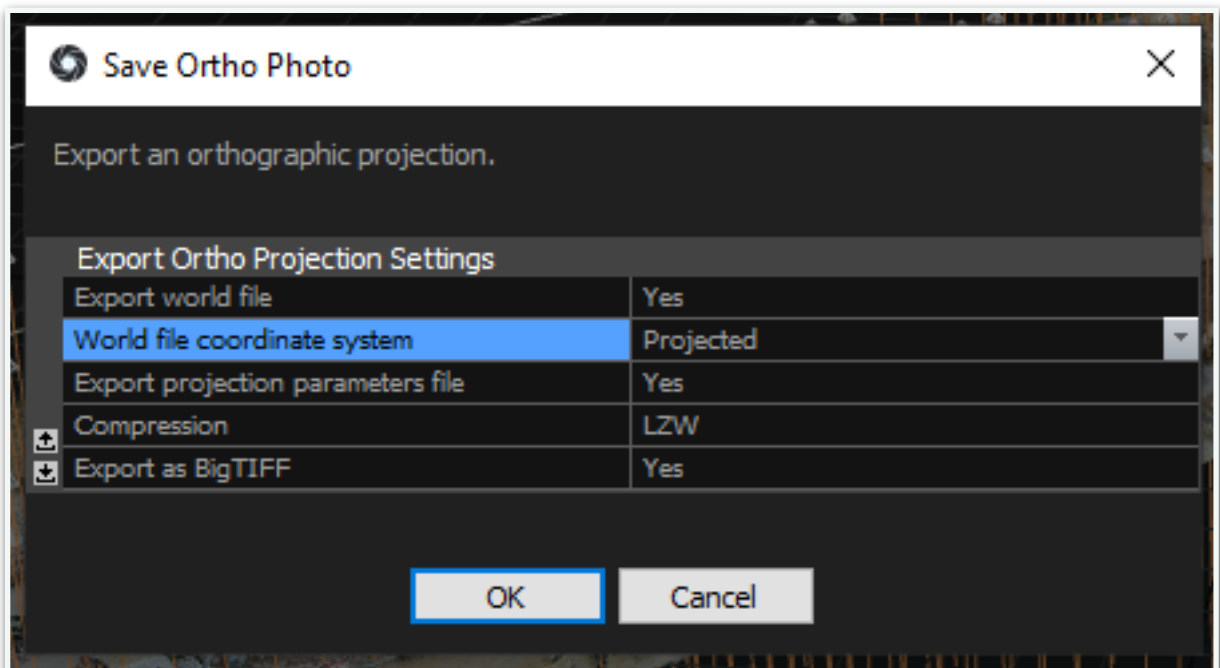 Save Ortho Photo
Export an orthographic projection.
Export Ortho Projection Settings
Export world file Yes
World file coordinate system Projected
Export projection parameters file Yes
Compression LZW
Export as BigTIFF Yes
OK Cancel